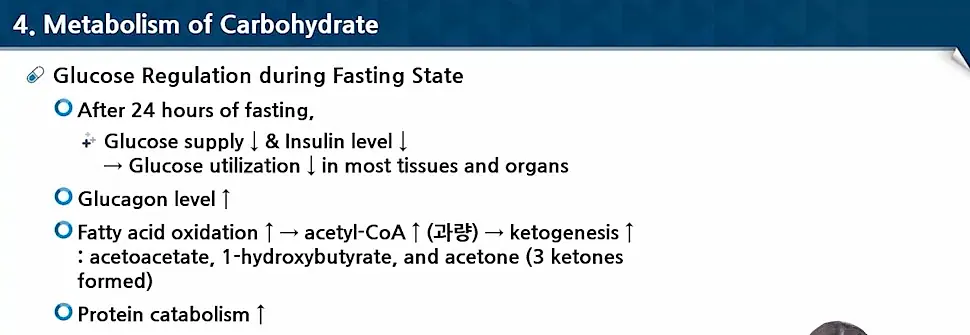 4. Metabolism of Carbohydrate
Glucose Regulation during Fasting State
After 24 hours of fasting,
Glucose supply ↓ & Insulin level ↓
→ Glucose utilization ↓ in most tissues and organs
Glucagon level ↑
Fatty acid oxidation ↑ → acetyl-CoA ↑ (과량) → ketogenesis ↑
: acetoacetate, 1-hydroxybutyrate, and acetone (3 ketones
formed)
Protein catabolism ↑